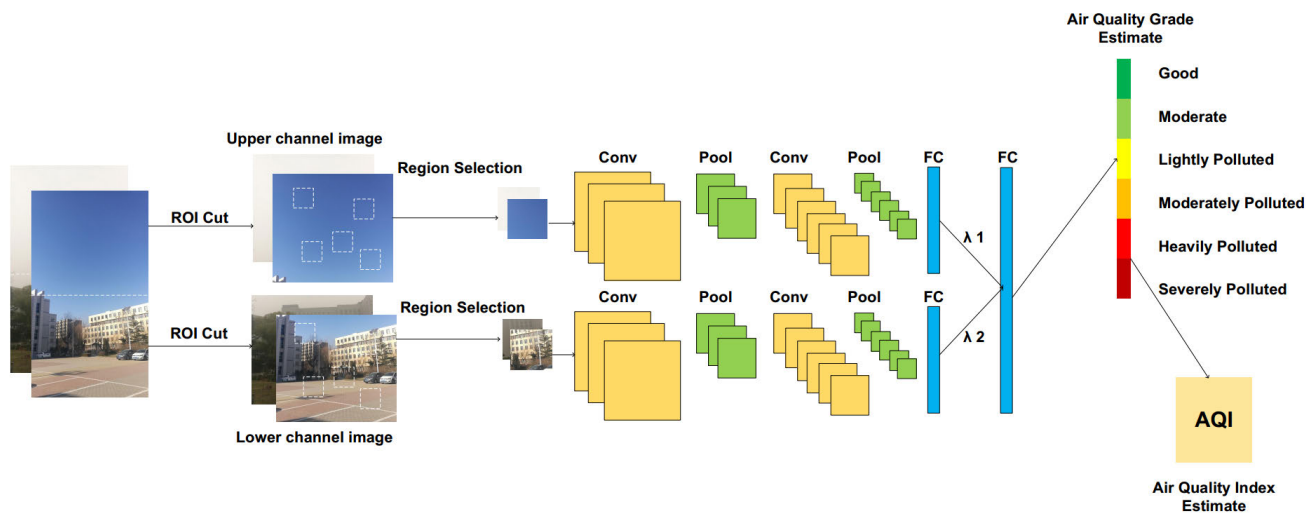 Air Quality Grade
Estimate
Good
Moderate
Lightly Polluted
Moderately Polluted
Heavily Polluted
Severely Polluted
Upper channel image
Region Selection
ROI Cut
Conv
Pool
Conv
Pool
FC
FC
λ 1
ROI Cut
Region Selection
Conv
Pool
Conv
Pool
FC
λ 2
Lower channel image
AQI
Air Quality Index
Estimate